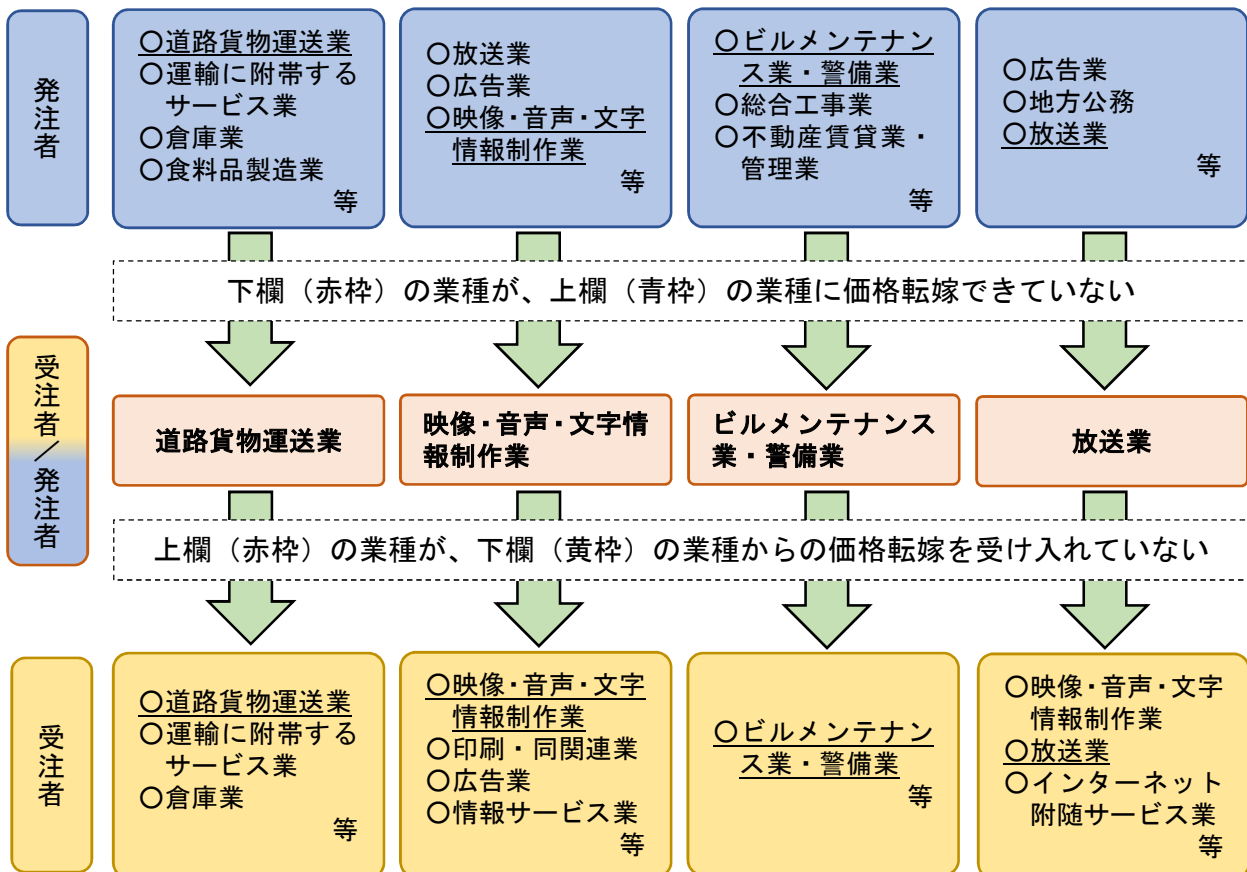 発注者
〇道路貨物運送業
〇運輸に附帯する
サービス業
〇倉庫業
〇食料品製造業
等
〇放送業
〇広告業
〇映像・音声・文字
情報制作業
等
〇ビルメンテナン
ス業・警備業
〇総合工事業
〇不動産賃貸業・
管理業
等
〇広告業
〇地方公務
〇放送業
等
下欄（赤枠）の業種が、上欄（青枠）の業種に価格転嫁できていない
受注者／発注者
道路貨物運送業
映像・音声・文字情
報制作業
ビルメンテナンス
業・警備業
放送業
上欄（赤枠）の業種が、下欄（黄枠）の業種からの価格転嫁を受け入れていない
受注者
〇道路貨物運送業
〇運輸に附帯する
サービス業
〇倉庫業
等
〇映像・音声・文字
情報制作業
〇印刷・同関連業
〇広告業
〇情報サービス業
等
〇ビルメンテナン
ス業・警備業
等
〇映像・音声・文字
情報制作業
〇放送業
〇インターネット
附随サービス業
等